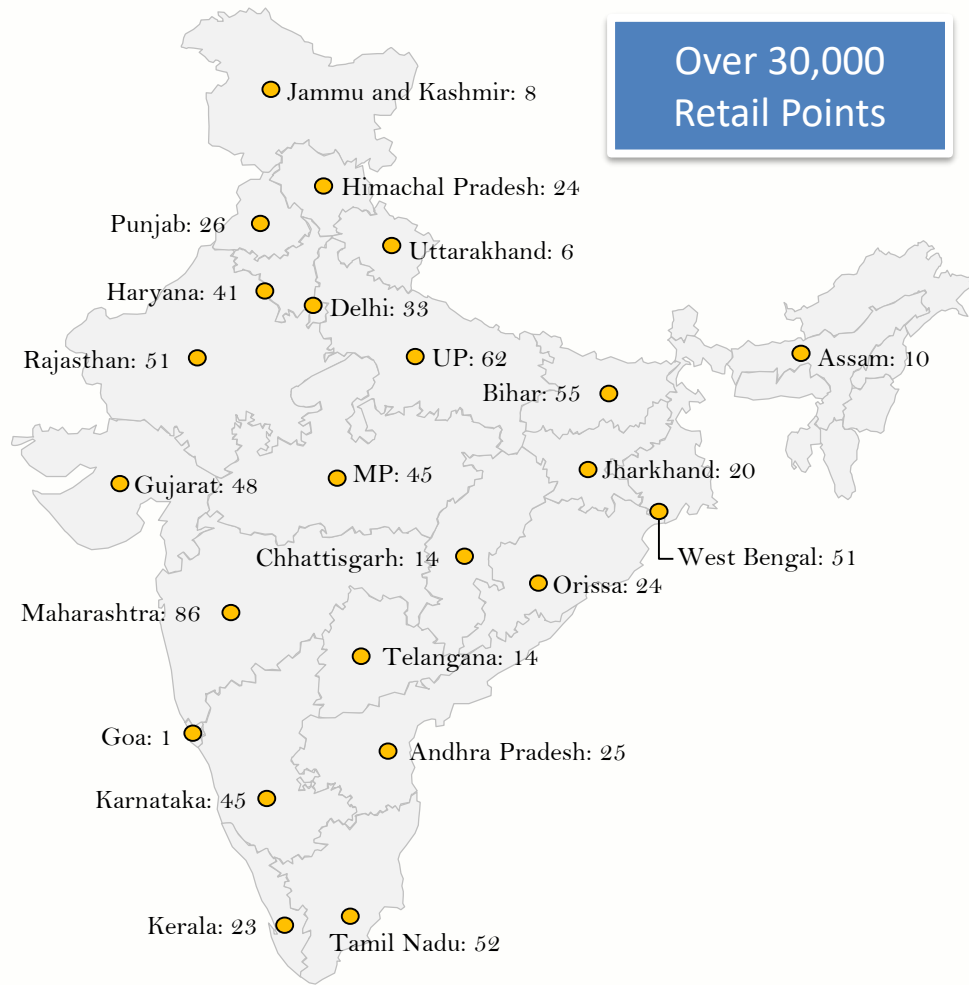 Over 30,000
Retail Points
Jammu and Kashmir: 8
Himachal Pradesh: 24
Punjab: 26
Uttarakhand: 6
Haryana: 41
Delhi: 33
Rajasthan: 51
UP: 62
Assam: 10
Bihar: 55
Gujarat: 48
MP: 45
Jharkhand: 20
Chhattisgarh: 14
West Bengal: 51
Orissa: 24
Maharashtra: 86
Telangana: 14
Goa: 1
Andhra Pradesh: 25
Karnataka: 45
Kerala: 23
Tamil Nadu: 52